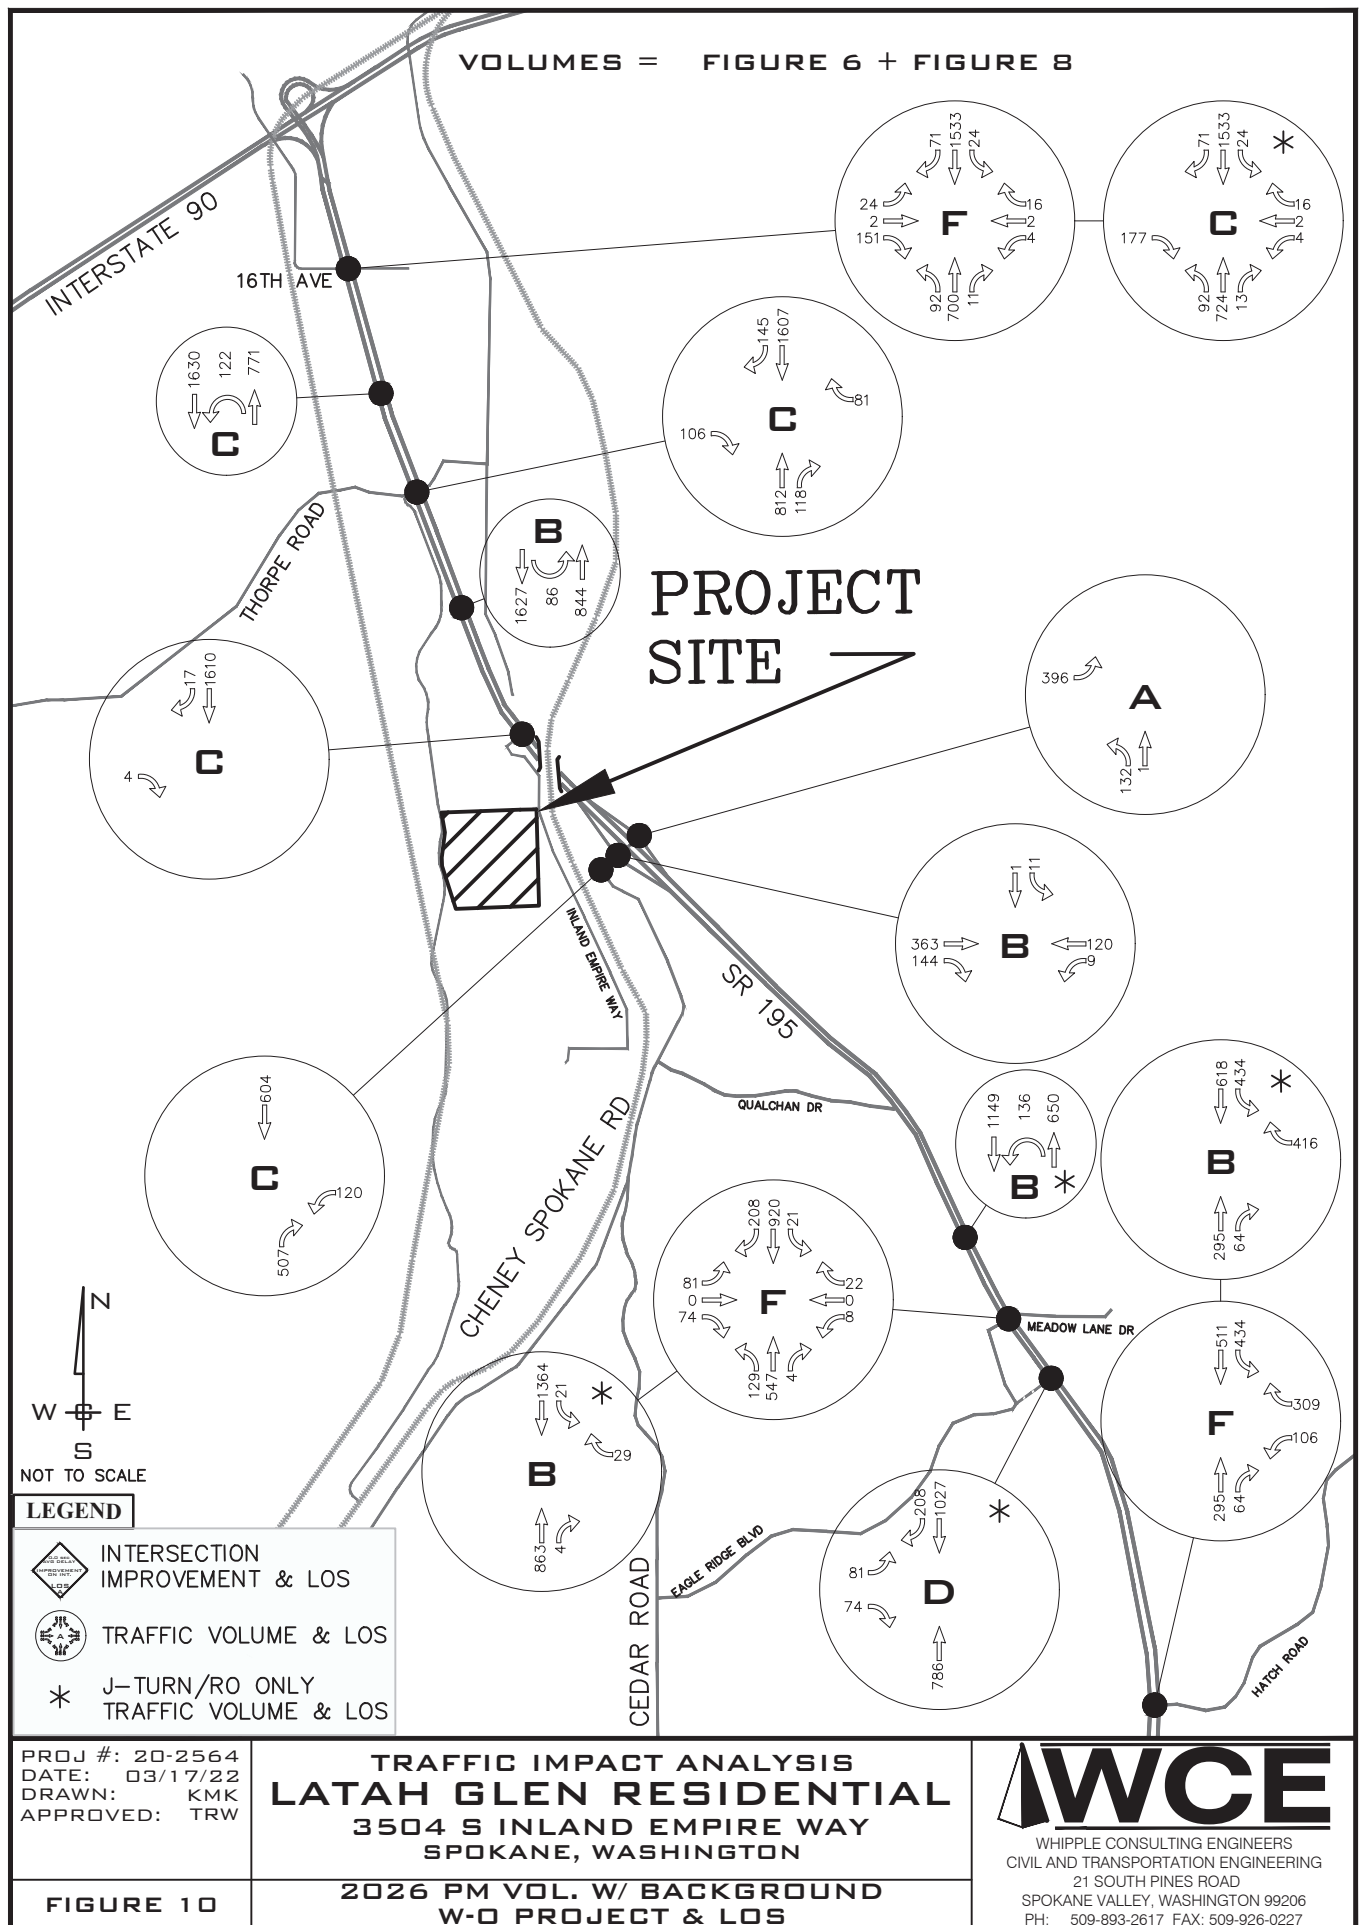 VOLUMES = FIGURE 6 + FIGURE 8
INTERSTATE 90
16TH AVE
71
1533
24
24
2
151
F
16
2
4
92
700
11
71
1533
24
*
177
C
16
2
4
92
724
13
1630
122
771
C
145
1607
81
106
C
812
118
THORPE ROAD
B
1627
86
844
PROJECT
SITE
17
1610
4
C
396
A
132
1
1
11
363
144
B
120
9
INLAND EMPIRE WAY
SR 195
604
C
120
507
QUALCHAN DR
CHENEY SPOKANE RD
1149
136
650
B *
618
434
*
416
B
295
64
208
920
21
81
0
74
F
22
0
8
129
547
4
MEADOW LANE DR
511
434
309
106
F
295
64
1364
21
*
29
B
863
4
208
1027
*
81
74
D
786
EAGLE RIDGE BLVD
CEDAR ROAD
HATCH ROAD
N
W E
S
NOT TO SCALE
LEGEND
INTERSECTION
IMPROVEMENT & LOS
TRAFFIC VOLUME & LOS
* J-TURN/RO ONLY
TRAFFIC VOLUME & LOS
PROJ #: 20-2564
DATE: 03/17/22
DRAWN: KMK
APPROVED: TRW
FIGURE 10
TRAFFIC IMPACT ANALYSIS
LATAH GLEN RESIDENTIAL
3504 S INLAND EMPIRE WAY
SPOKANE, WASHINGTON
2026 PM VOL. W/ BACKGROUND
W-O PROJECT & LOS
WCE
WHIPPLE CONSULTING ENGINEERS
CIVIL AND TRANSPORTATION ENGINEERING
21 SOUTH PINES ROAD
SPOKANE VALLEY, WASHINGTON 99206
PH: 509-893-2617 FAX: 509-926-0227